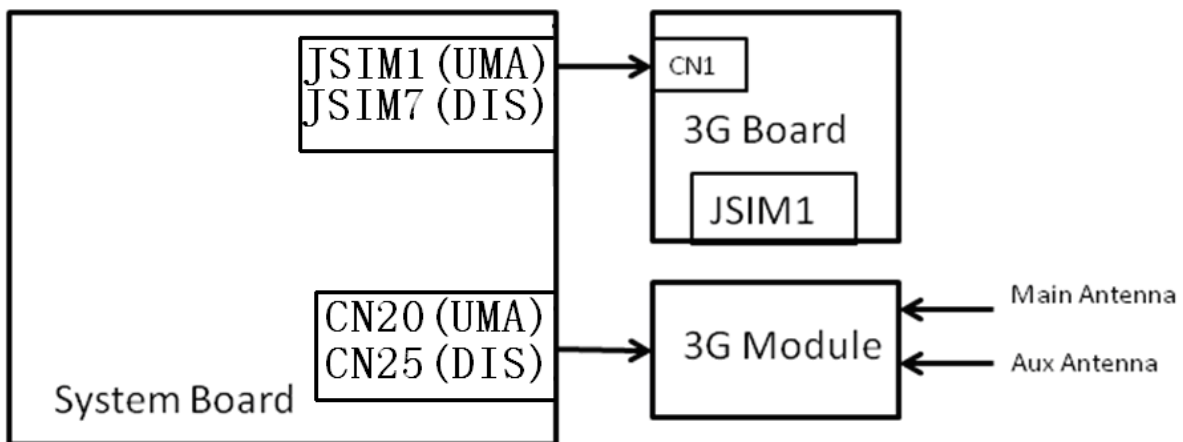 JSIM1(UMA)
JSIM7(DIS)
CN1
3G Board
JSIM1
CN20(UMA)
CN25(DIS)
System Board
3G Module
Main Antenna
Aux Antenna